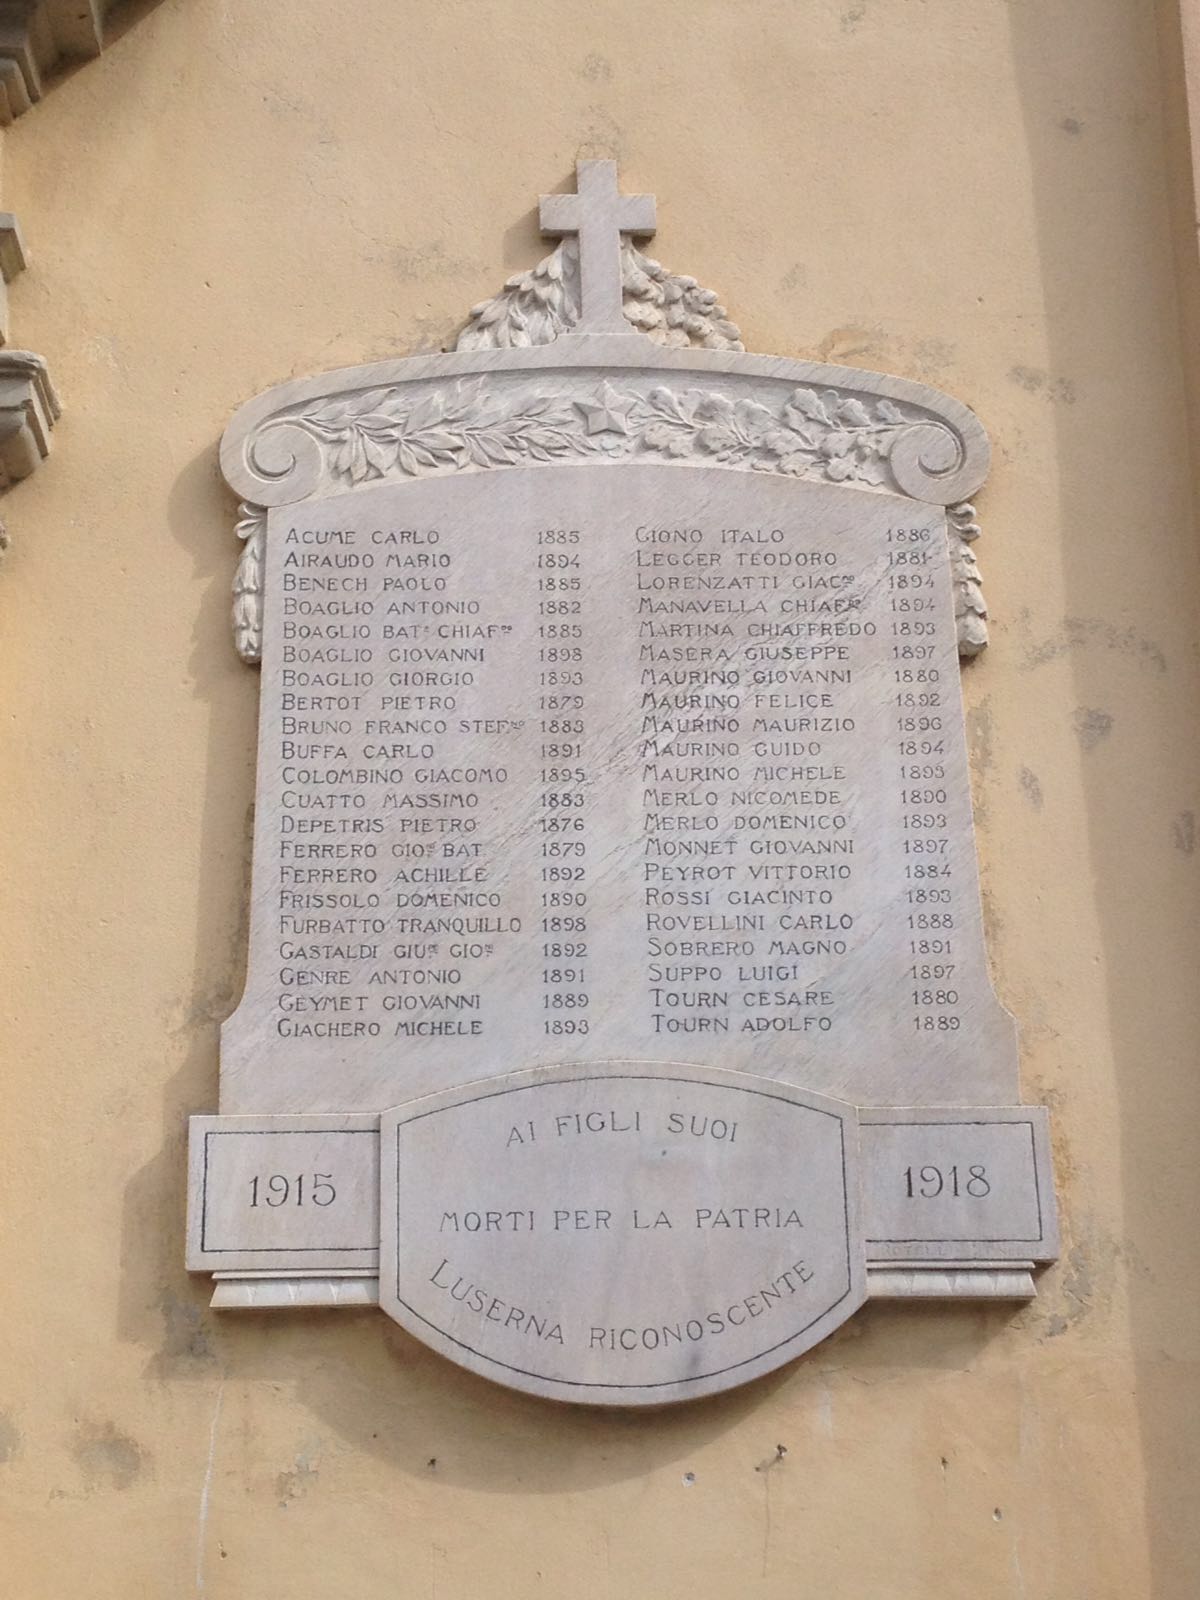 ACUME CARLO 1885
AIRAUDO MARIO 1894
BENECH PAOLO 1885
BOAGLIO ANTONIO 1882
BOAGLIO BATᵃ CHIAFᵈᵒ 1885
BOAGLIO GIOVANNI 1898
BOAGLIO GIORGIO 1893
BERTOT PIETRO 1879
BRUNO FRANCO STEFᵃⁿᵒ 1883
BUFFA CARLO 1891
COLOMBINO GIACOMO 1895
CUATTO MASSIMO 1883
DEPETRIS PIETRO 1876
FERRERO GIOᵉ BAT. 1879
FERRERO ACHILLE 1892
FRISSOLO DOMENICO 1890
FURBATTO TRANQUILLO 1898
GASTALDI GIUᵖᵉ GIOᵉ 1892
GENRE ANTONIO 1891
GEYMET GIOVANNI 1889
GIACHERO MICHELE 1893
GIONO ITALO 1886
LEGGER TEODORO 1881
LORENZATTI GIACᵐᵒ 1894
MANAVELLA CHIAFᵈᵒ 1894
MARTINA CHIAFFREDO 1893
MASERA GIUSEPPE 1897
MAURINO GIOVANNI 1880
MAURINO FELICE 1892
MAURINO MAURIZIO 1896
MAURINO GUIDO 1894
MAURINO MICHELE 1893
MERLO NICOMEDE 1890
MERLO DOMENICO 1893
MONNET GIOVANNI 1897
PEYROT VITTORIO 1884
ROSSI GIACINTO 1893
ROVELLINI CARLO 1888
SOBRERO MAGNO 1891
SUPPO LUIGI 1897
TOURN CESARE 1880
TOURN ADOLFO 1889
AI FIGLI SUOI
1915
MORTI PER LA PATRIA
1918
LUSERNA RICONOSCENTE